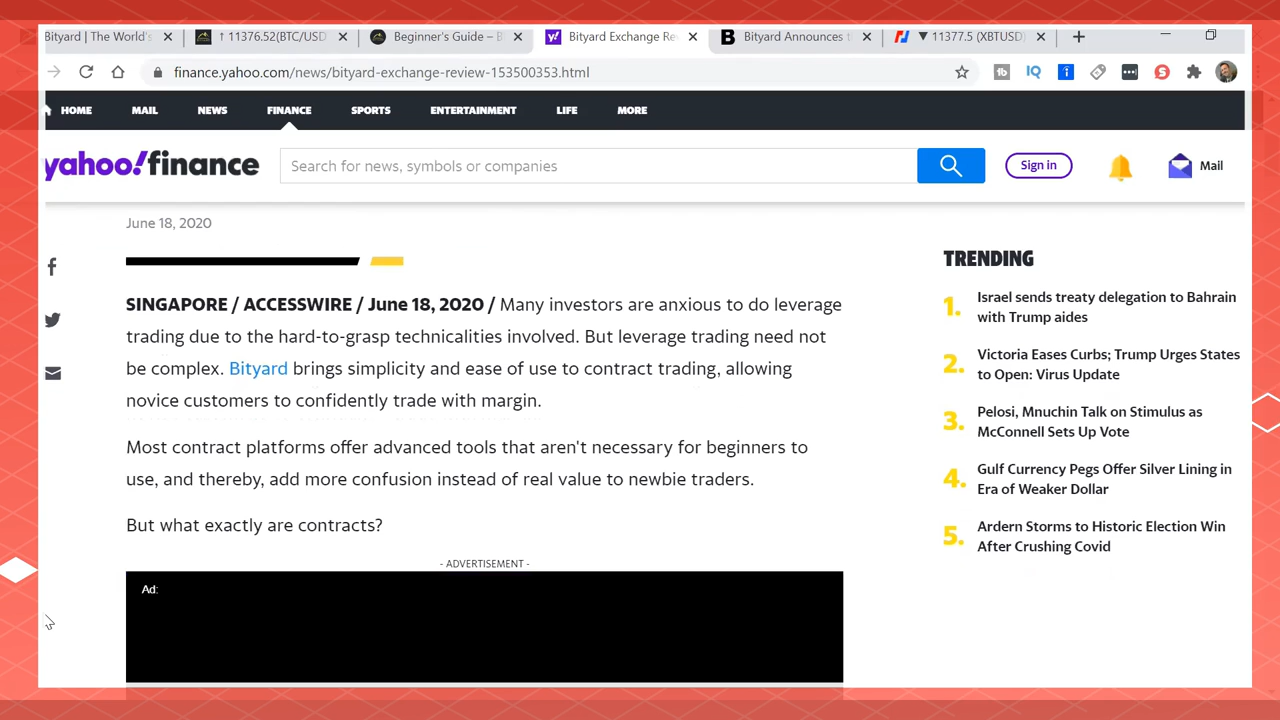 Bityard | The World's
↑ 11376.52(BTC/USD
Beginner's Guide – B
Bityard Exchange Re
Bityard Announces t
▼ 11377.5 (XBTUSD)
finance.yahoo.com/news/bityard-exchange-review-153500353.html
HOME MAIL NEWS FINANCE SPORTS ENTERTAINMENT LIFE MORE
yahoo!finance
Search for news, symbols or companies
Sign in
Mail
June 18, 2020
SINGAPORE / ACCESSWIRE / June 18, 2020 / Many investors are anxious to do leverage
trading due to the hard-to-grasp technicalities involved. But leverage trading need not
be complex. Bityard brings simplicity and ease of use to contract trading, allowing
novice customers to confidently trade with margin.
Most contract platforms offer advanced tools that aren't necessary for beginners to
use, and thereby, add more confusion instead of real value to newbie traders.
But what exactly are contracts?
- ADVERTISEMENT -
Ad:
TRENDING
1. Israel sends treaty delegation to Bahrain
with Trump aides
2. Victoria Eases Curbs; Trump Urges States
to Open: Virus Update
3. Pelosi, Mnuchin Talk on Stimulus as
McConnell Sets Up Vote
4. Gulf Currency Pegs Offer Silver Lining in
Era of Weaker Dollar
5. Ardern Storms to Historic Election Win
After Crushing Covid